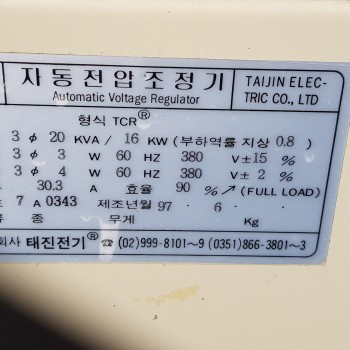 자동전압조정기
Automatic Voltage Regulator
TAIJIN ELEC-
TRIC CO., LTD
형식 TCR®
3 φ 20 KVA / 16 KW (부하역률 지상 0.8)
3 φ 3 W 60 HZ 380 V±15 %
3 φ 4 W 60 HZ 380 V± 2 %
30.3 A 효율 90 %↗(FULL LOAD)
7 A0343 제조년월 97 · 6 ·
류 종 무게 Kg
회사 태진전기® ☎ (02)999-8101~9 (0351)866-3801~3